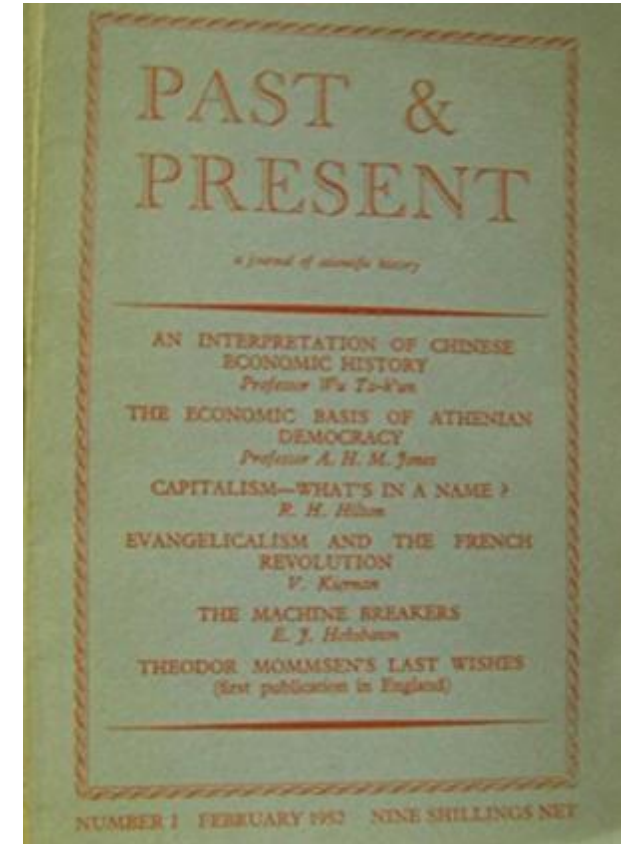 PAST &
PRESENT
a journal of scientific history
AN INTERPRETATION OF CHINESE
ECONOMIC HISTORY
Professor Wu Ta-k'un
THE ECONOMIC BASIS OF ATHENIAN
DEMOCRACY
Professor A. H. M. Jones
CAPITALISM—WHAT'S IN A NAME ?
R. H. Hilton
EVANGELICALISM AND THE FRENCH
REVOLUTION
V. Kiernan
THE MACHINE BREAKERS
E. J. Hobsbawm
THEODOR MOMMSEN'S LAST WISHES
(first publication in England)
NUMBER 1 FEBRUARY 1952 NINE SHILLINGS NET